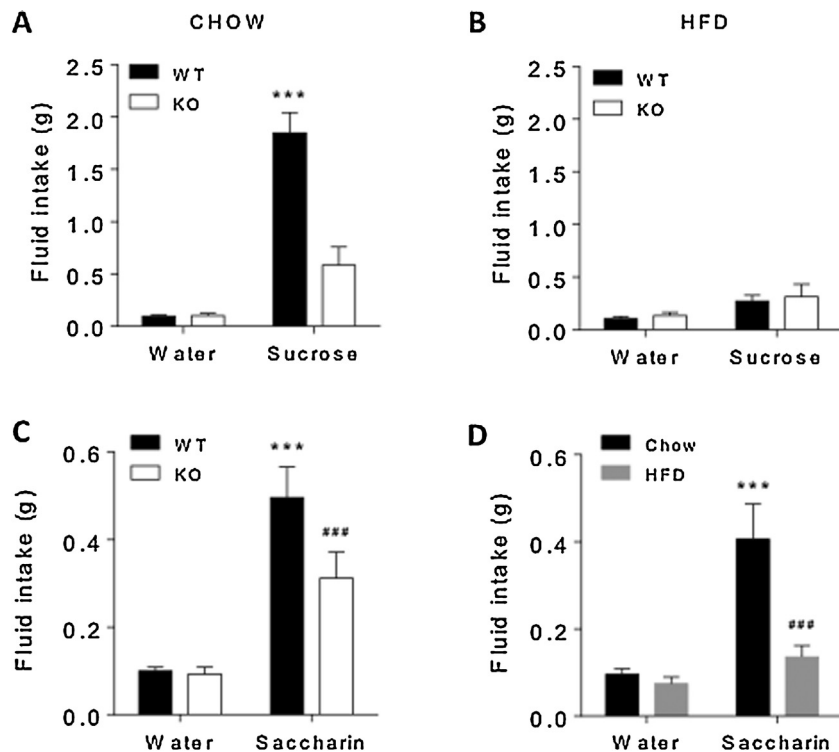 A
CHOW
Fluid intake (g)
2.5
2.0
1.5
1.0
0.5
0.0
WT
KO
***
Water
Sucrose
B
HFD
Fluid intake (g)
2.5
2.0
1.5
1.0
0.5
0.0
WT
KO
Water
Sucrose
C
Fluid intake (g)
0.6
0.4
0.2
0.0
WT
KO
***
###
Water
Saccharin
D
Fluid intake (g)
0.6
0.4
0.2
0.0
Chow
HFD
***
###
Water
Saccharin